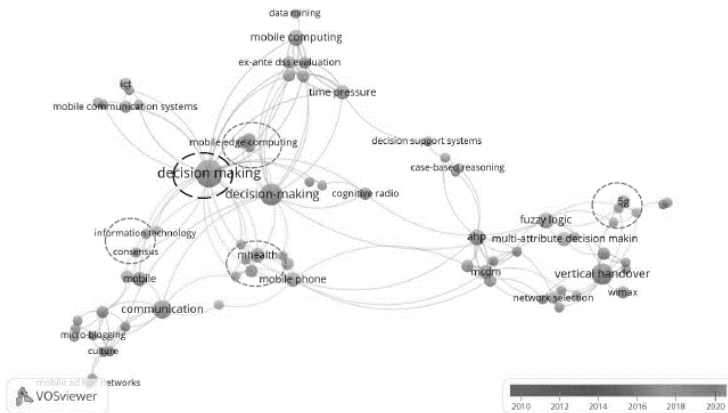 data mining
mobile computing
ex-ante dss evaluation
time pressure
ict
mobile communication systems
mobile edge computing
decision support systems
decision making
case-based reasoning
decision-making
cognitive radio
5g
fuzzy logic
information technology
ahp
multi-attribute decision makin
consensus
mhealth
mcdm
vertical handover
mobile
mobile phone
wimax
network selection
communication
micro-blogging
culture
mobile ad hoc networks
VOSviewer
2010 2012 2014 2016 2018 2020